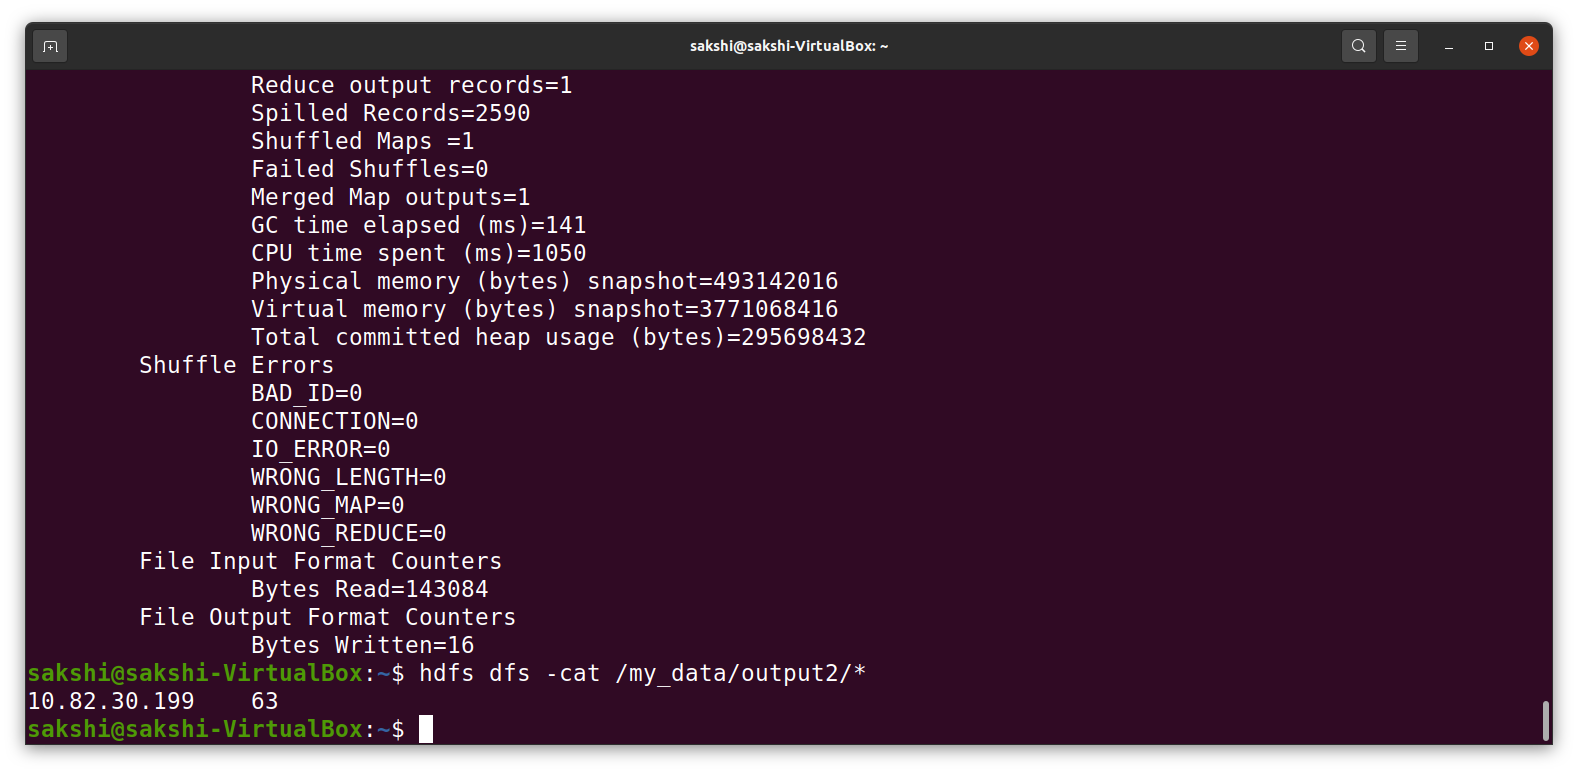 sakshi@sakshi-VirtualBox: ~
Reduce output records=1
Spilled Records=2590
Shuffled Maps =1
Failed Shuffles=0
Merged Map outputs=1
GC time elapsed (ms)=141
CPU time spent (ms)=1050
Physical memory (bytes) snapshot=493142016
Virtual memory (bytes) snapshot=3771068416
Total committed heap usage (bytes)=295698432
Shuffle Errors
BAD_ID=0
CONNECTION=0
IO_ERROR=0
WRONG_LENGTH=0
WRONG_MAP=0
WRONG_REDUCE=0
File Input Format Counters
Bytes Read=143084
File Output Format Counters
Bytes Written=16
sakshi@sakshi-VirtualBox:~$ hdfs dfs -cat /my_data/output2/*
10.82.30.199    63
sakshi@sakshi-VirtualBox:~$